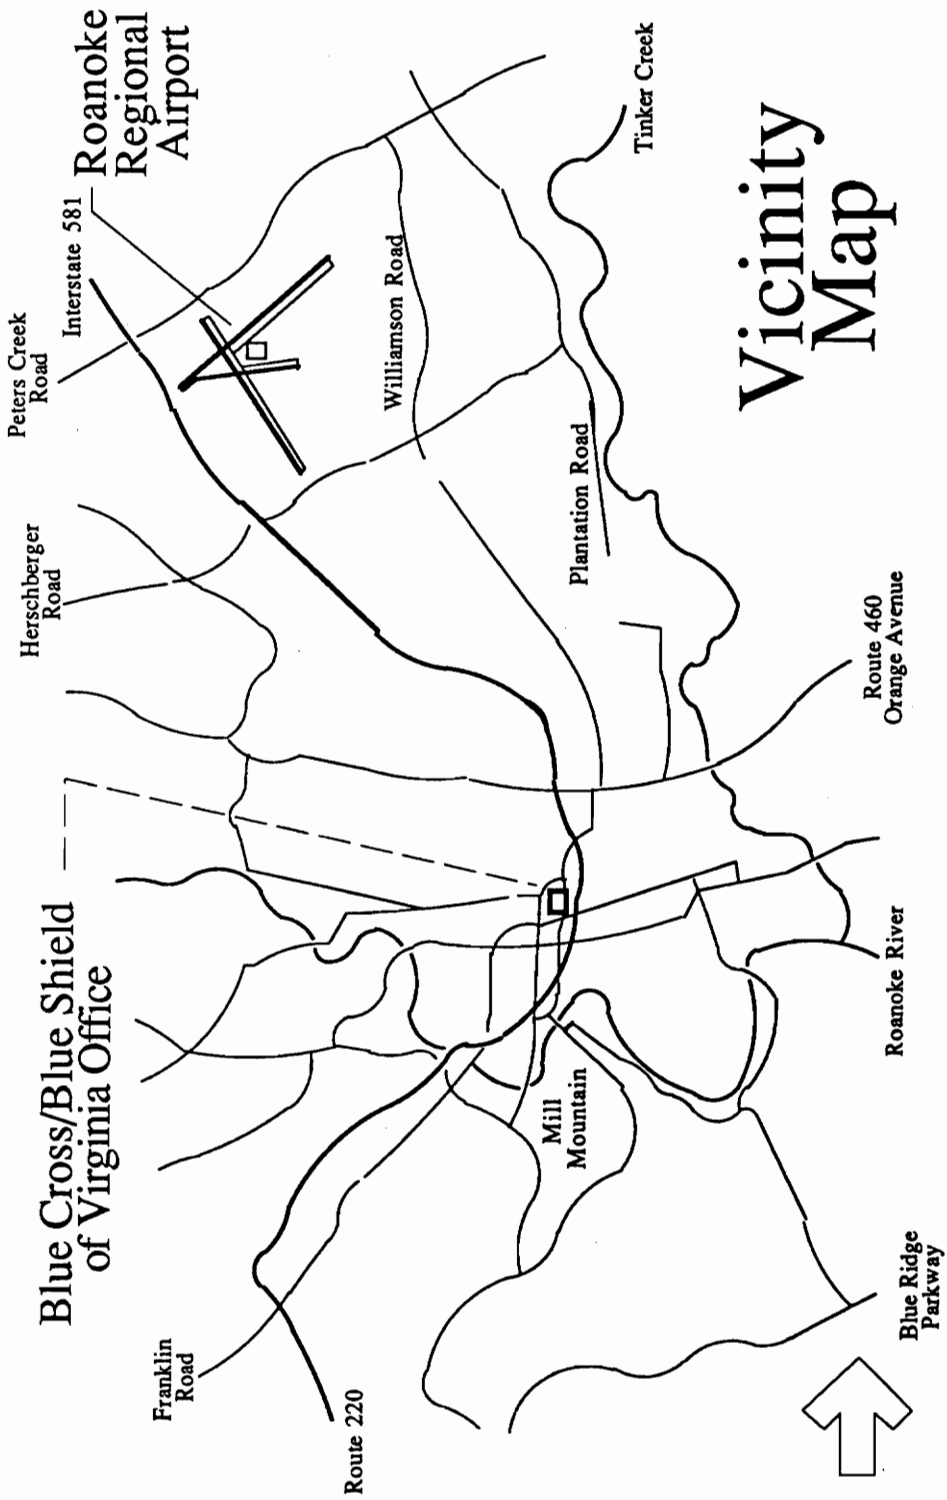 Blue Cross/Blue Shield
of Virginia Office
Herschberger
Road
Peters Creek
Road
Interstate 581
Roanoke
Regional
Airport
Franklin
Road
Route 220
Williamson Road
Mill
Mountain
Plantation Road
Tinker Creek
Blue Ridge
Parkway
Roanoke River
Route 460
Orange Avenue
Vicinity
Map